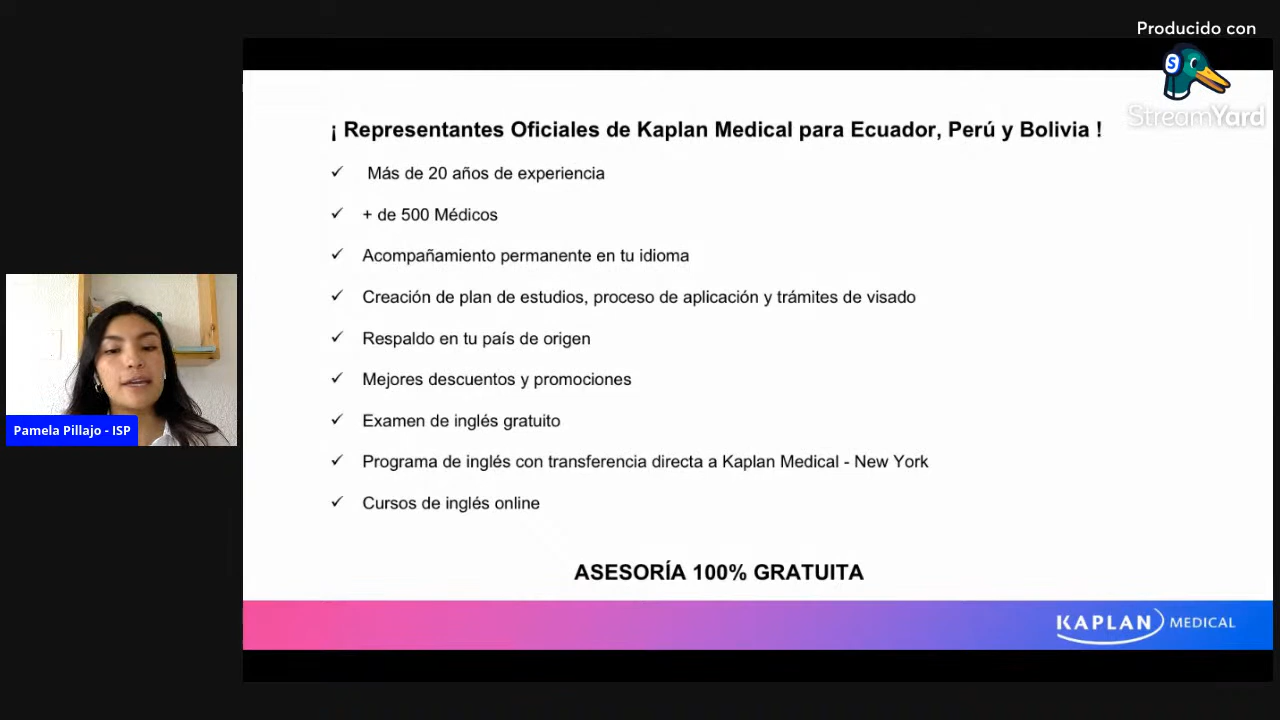 Producido con
StreamYard
¡ Representantes Oficiales de Kaplan Medical para Ecuador, Perú y Bolivia !
✓ Más de 20 años de experiencia
✓ + de 500 Médicos
✓ Acompañamiento permanente en tu idioma
✓ Creación de plan de estudios, proceso de aplicación y trámites de visado
✓ Respaldo en tu país de origen
✓ Mejores descuentos y promociones
✓ Examen de inglés gratuito
✓ Programa de inglés con transferencia directa a Kaplan Medical - New York
✓ Cursos de inglés online
ASESORÍA 100% GRATUITA
KAPLAN MEDICAL
Pamela Pillajo - ISP